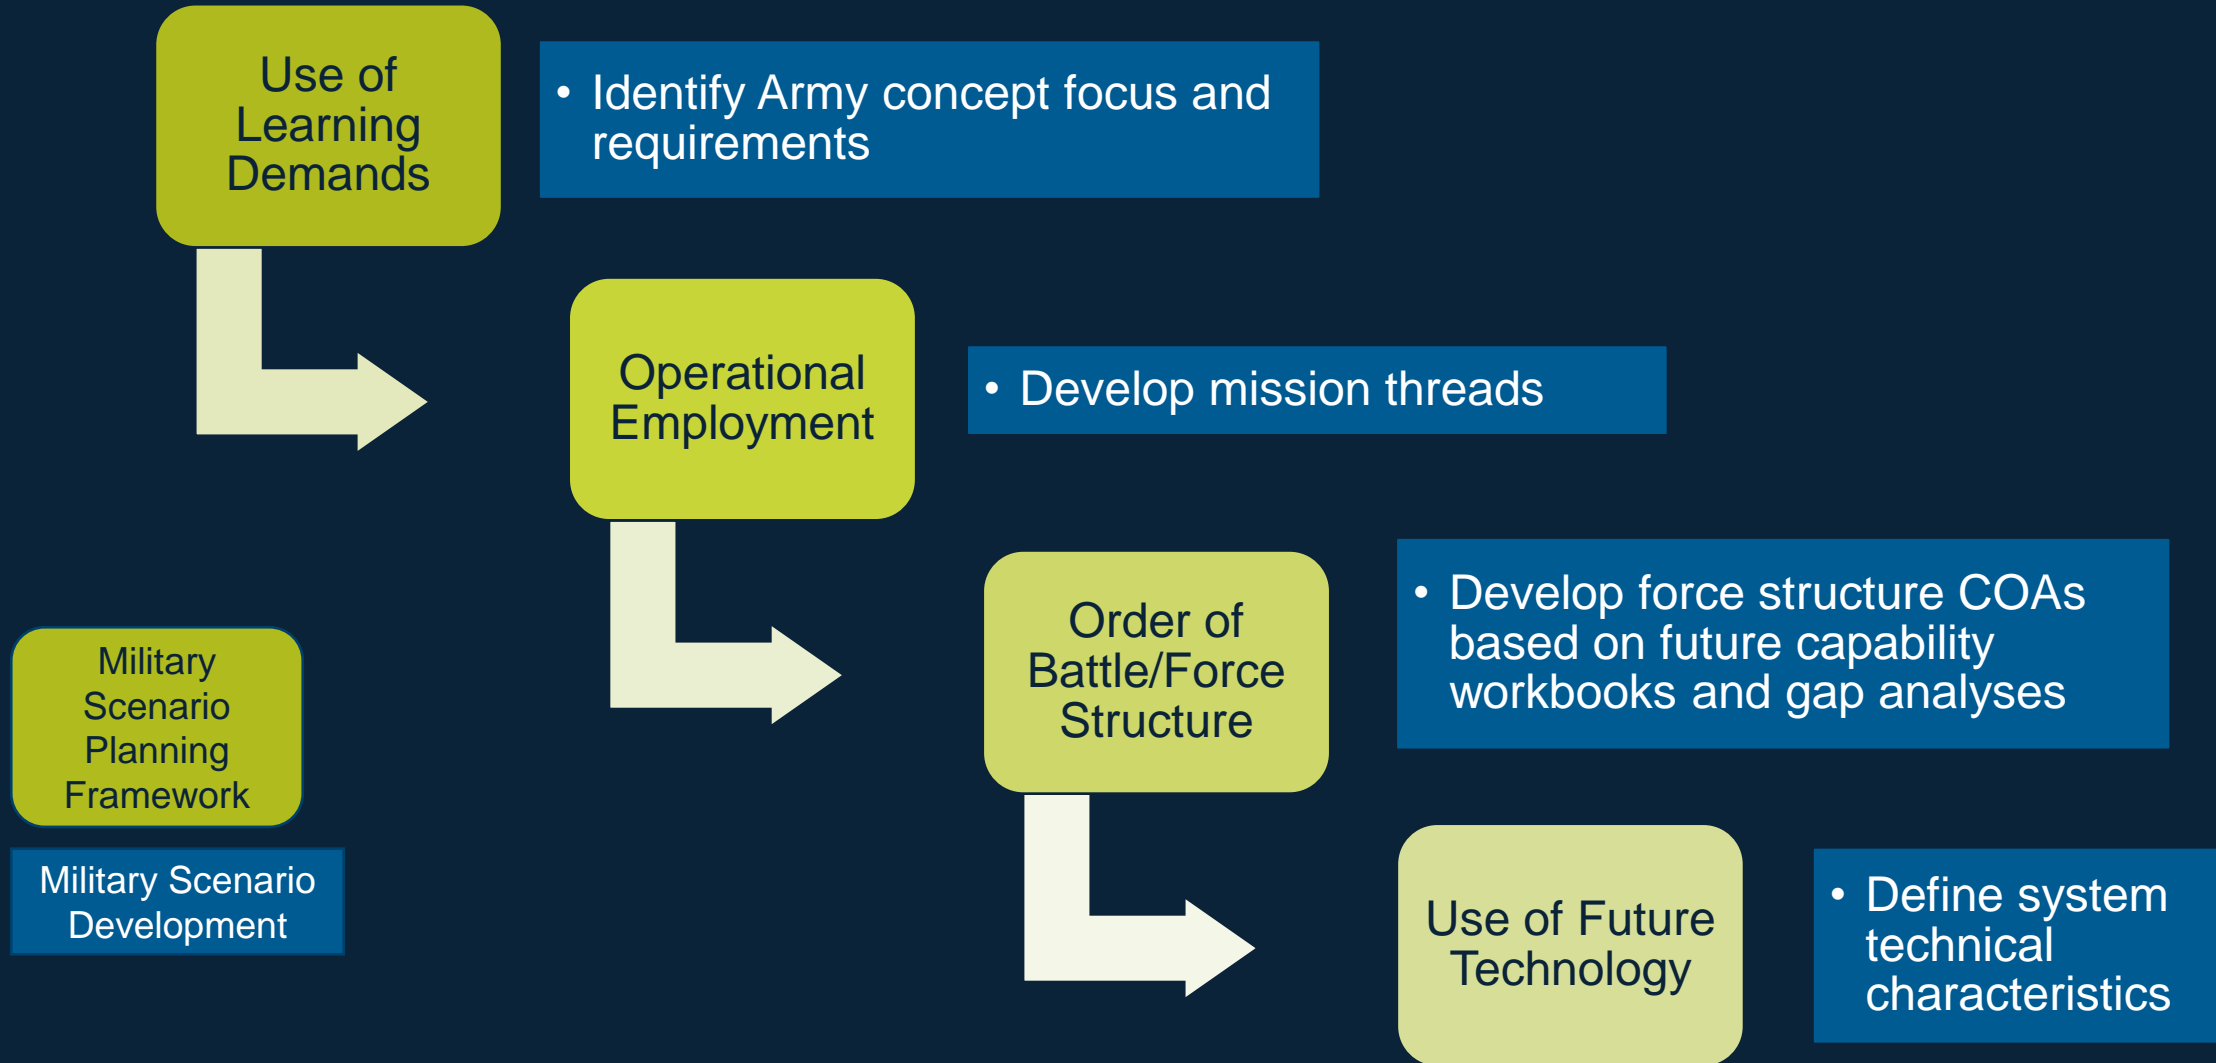 Use of
Learning
Demands
• Identify Army concept focus and
requirements
Operational
Employment
• Develop mission threads
Order of
Battle/Force
Structure
• Develop force structure COAs
based on future capability
workbooks and gap analyses
Military
Scenario
Planning
Framework
Military Scenario
Development
Use of Future
Technology
• Define system
technical
characteristics